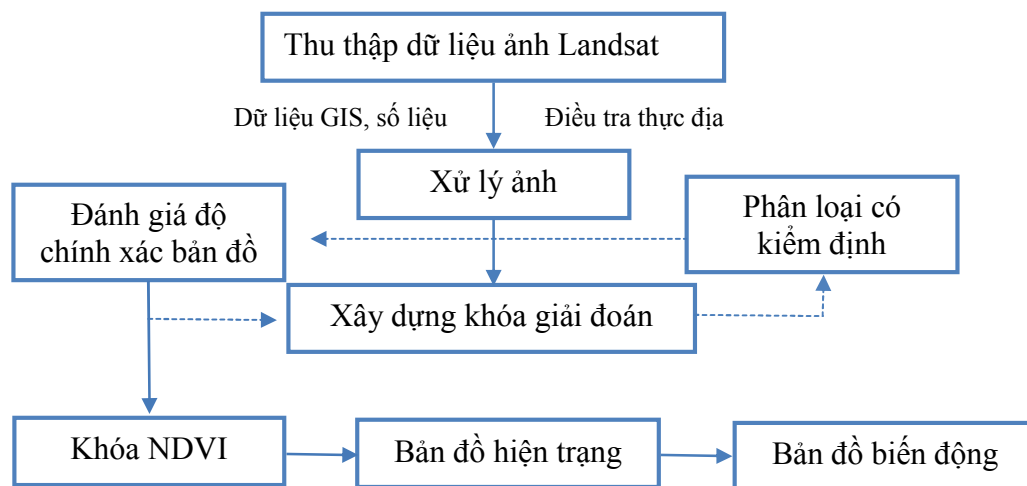 Thu thập dữ liệu ảnh Landsat
Dữ liệu GIS, số liệu
Điều tra thực địa
Xử lý ảnh
Đánh giá độ
chính xác bản đồ
Phân loại có
kiểm định
Xây dựng khóa giải đoán
Khóa NDVI
Bản đồ hiện trạng
Bản đồ biến động